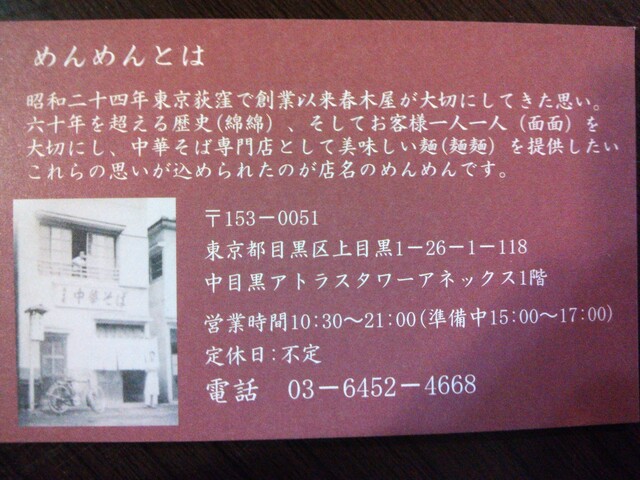 めんめんとは
昭和二十四年東京荻窪で創業以来春木屋が大切にしてきた思い。
六十年を超える歴史(綿綿)、そしてお客様一人一人(面面)を
大切にし、中華そば専門店として美味しい麺(麺麺)を提供したい
これらの思いが込められたのが店名のめんめんです。
中華そば
〒153-0051
東京都目黒区上目黒1-26-1-118
中目黒アトラスタワーアネックス1階
営業時間10:30～21:00(準備中15:00～17:00)
定休日:不定
電話 03-6452-4668